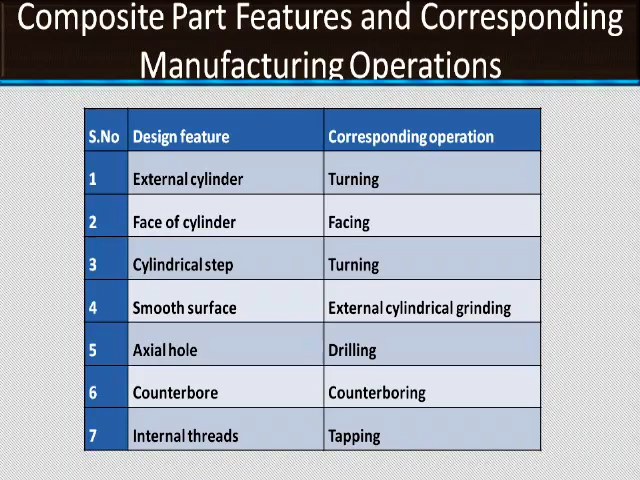 Composite Part Features and Corresponding
Manufacturing Operations
S.No Design feature Corresponding operation
1 External cylinder Turning
2 Face of cylinder Facing
3 Cylindrical step Turning
4 Smooth surface External cylindrical grinding
5 Axial hole Drilling
6 Counterbore Counterboring
7 Internal threads Tapping